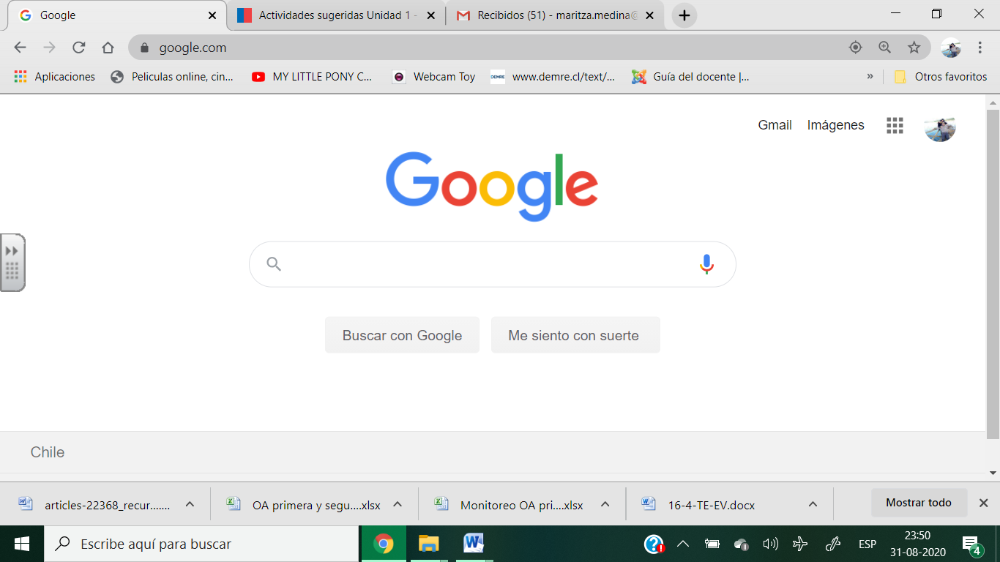 Google
Actividades sugeridas Unidad 1 -
Recibidos (51) - maritza.medina@
google.com
Aplicaciones
Peliculas online, cin...
MY LITTLE PONY C...
Webcam Toy
DEMRE
www.demre.cl/text/...
Guía del docente |...
»
Otros favoritos
Gmail
Imágenes
Google
Buscar con Google
Me siento con suerte
Chile
articles-22368_recur.......
OA primera y segu....xlsx
Monitoreo OA pri....xlsx
16-4-TE-EV.docx
Mostrar todo
Escribe aquí para buscar
ESP
23:50
31-08-2020
4